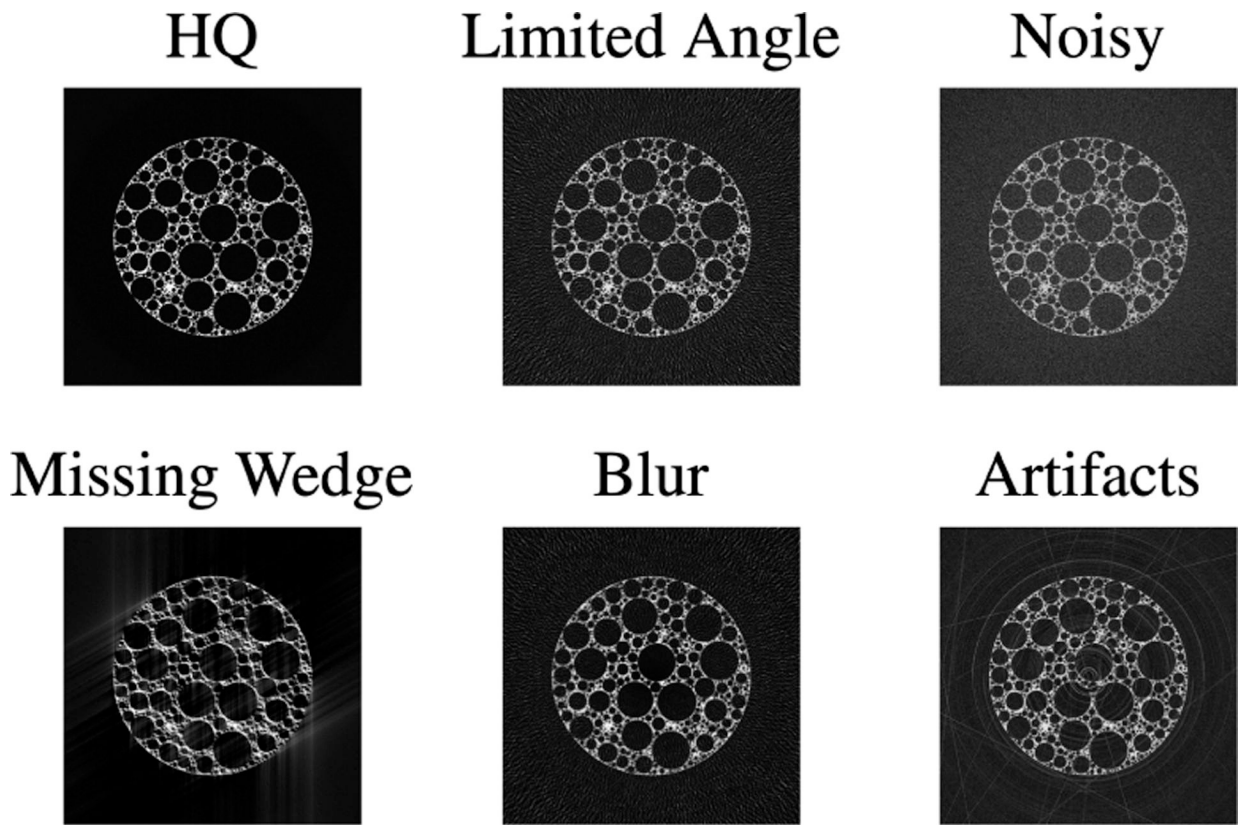 HQ
Limited Angle
Noisy
Missing Wedge
Blur
Artifacts